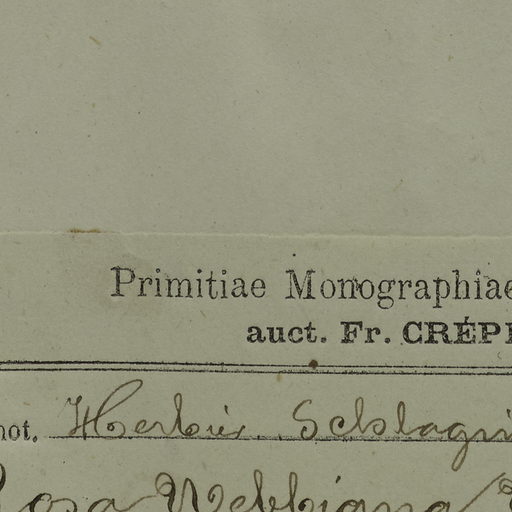 Primitiae Monographiae
auct. Fr. CRÉPI
not. Herbier Schlagin
Rosa Webbiana